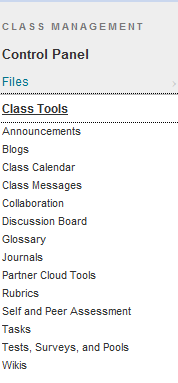 CLASS MANAGEMENT
Control Panel
Files
Class Tools
Announcements
Blogs
Class Calendar
Class Messages
Collaboration
Discussion Board
Glossary
Journals
Partner Cloud Tools
Rubrics
Self and Peer Assessment
Tasks
Tests, Surveys, and Pools
Wikis